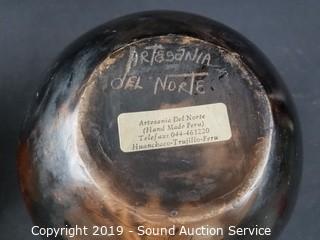 ARTESANIA
DEL NORTE
Artesania Del Norte
(Hand Made Peru)
Telefax: 044-461220
Huanchaco-Trujillo-Peru
Copyright 2019 - Sound Auction Service